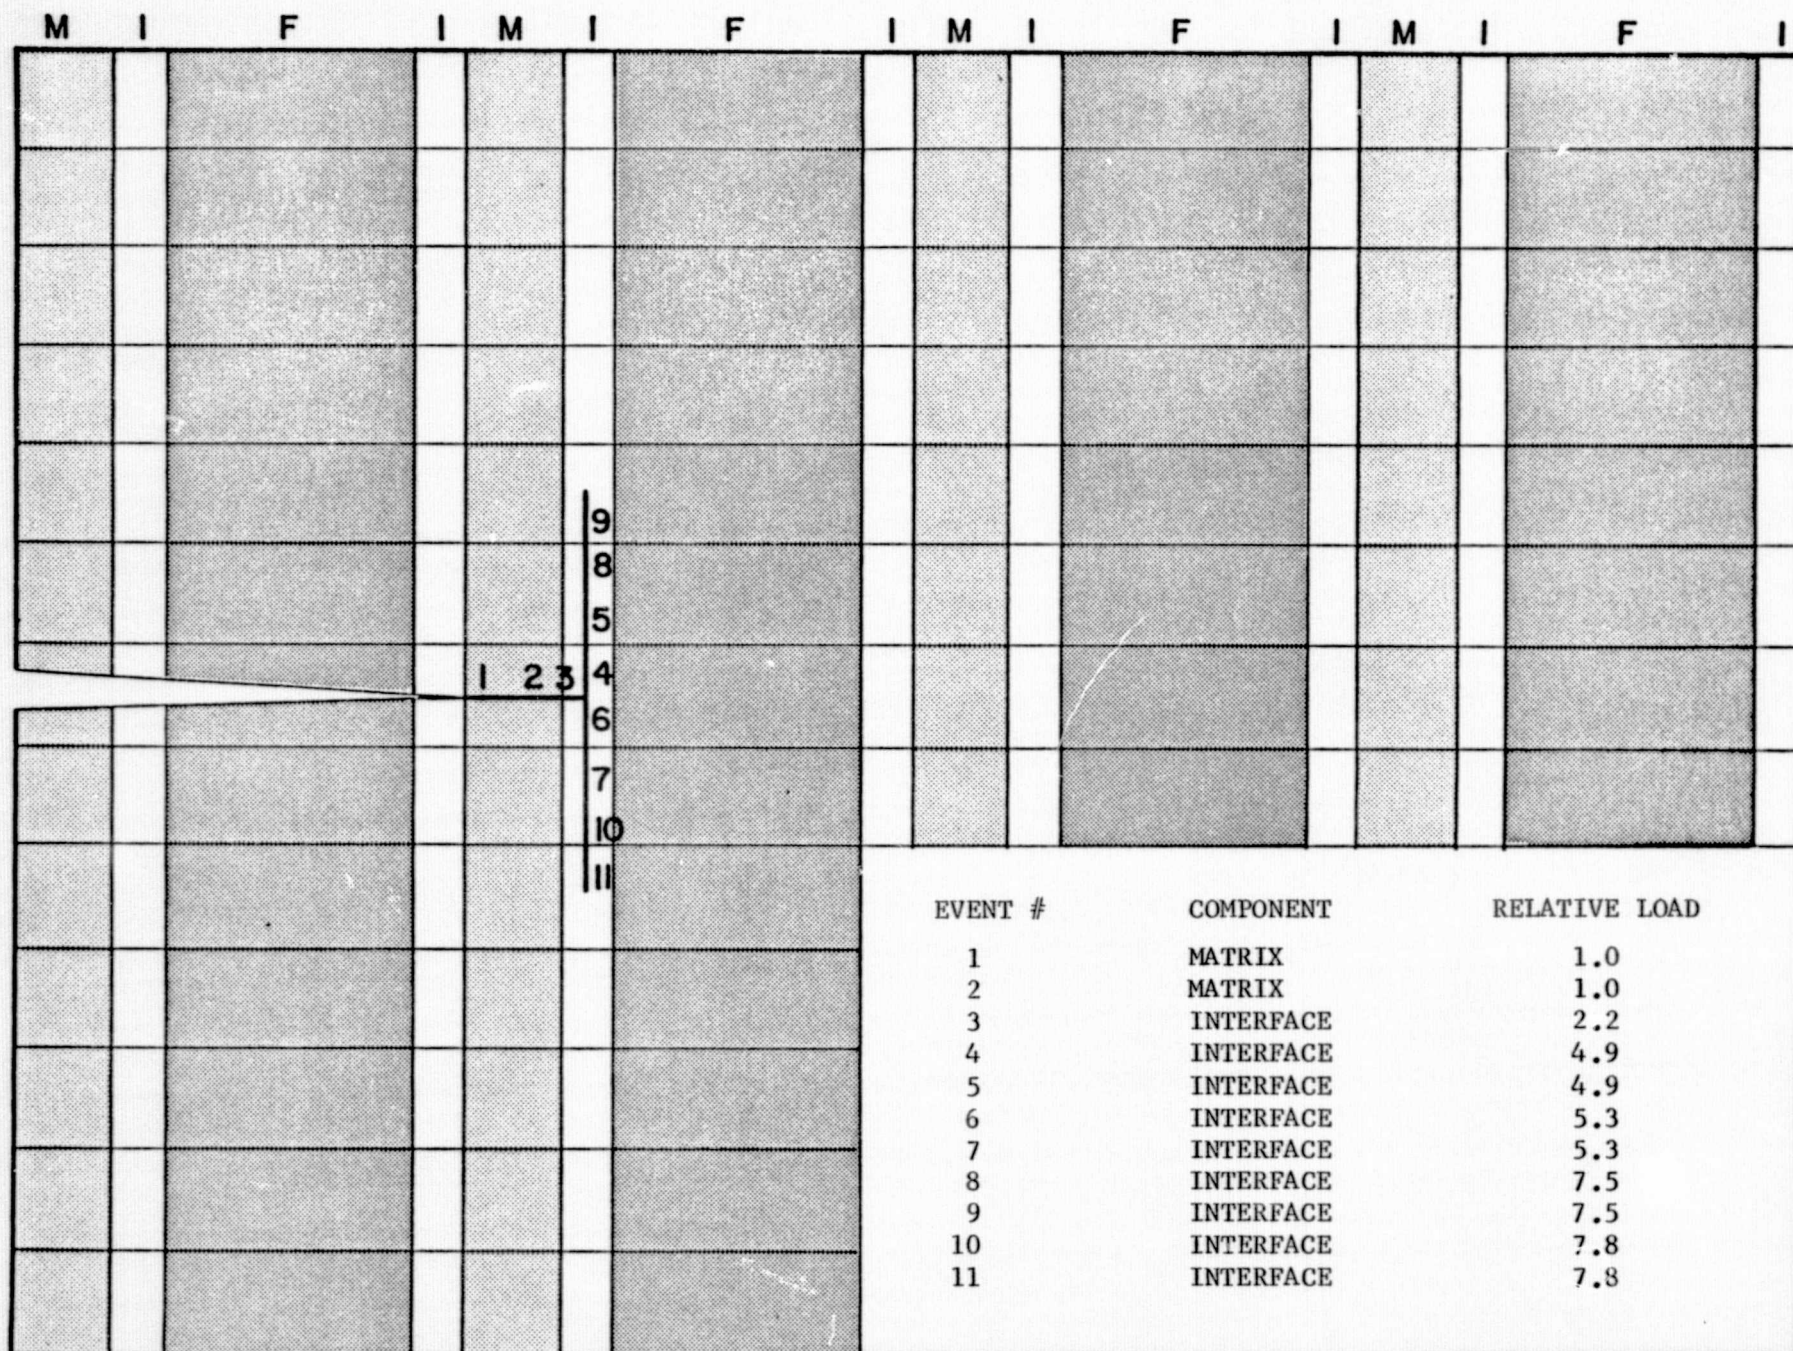 M I F I M I F I M I F I M I F I
9
8
5
1 2 3 4
6
7
10
11
EVENT # COMPONENT RELATIVE LOAD
1 MATRIX 1.0
2 MATRIX 1.0
3 INTERFACE 2.2
4 INTERFACE 4.9
5 INTERFACE 4.9
6 INTERFACE 5.3
7 INTERFACE 5.3
8 INTERFACE 7.5
9 INTERFACE 7.5
10 INTERFACE 7.8
11 INTERFACE 7.8